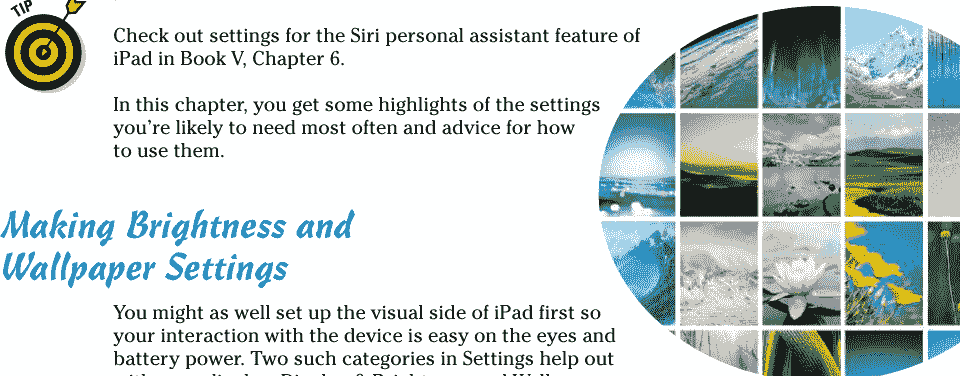 TIP
Check out settings for the Siri personal assistant feature of
iPad in Book V, Chapter 6.
In this chapter, you get some highlights of the settings
you're likely to need most often and advice for how
to use them.
Making Brightness and
Wallpaper Settings
You might as well set up the visual side of iPad first so
your interaction with the device is easy on the eyes and
battery power. Two such categories in Settings help out